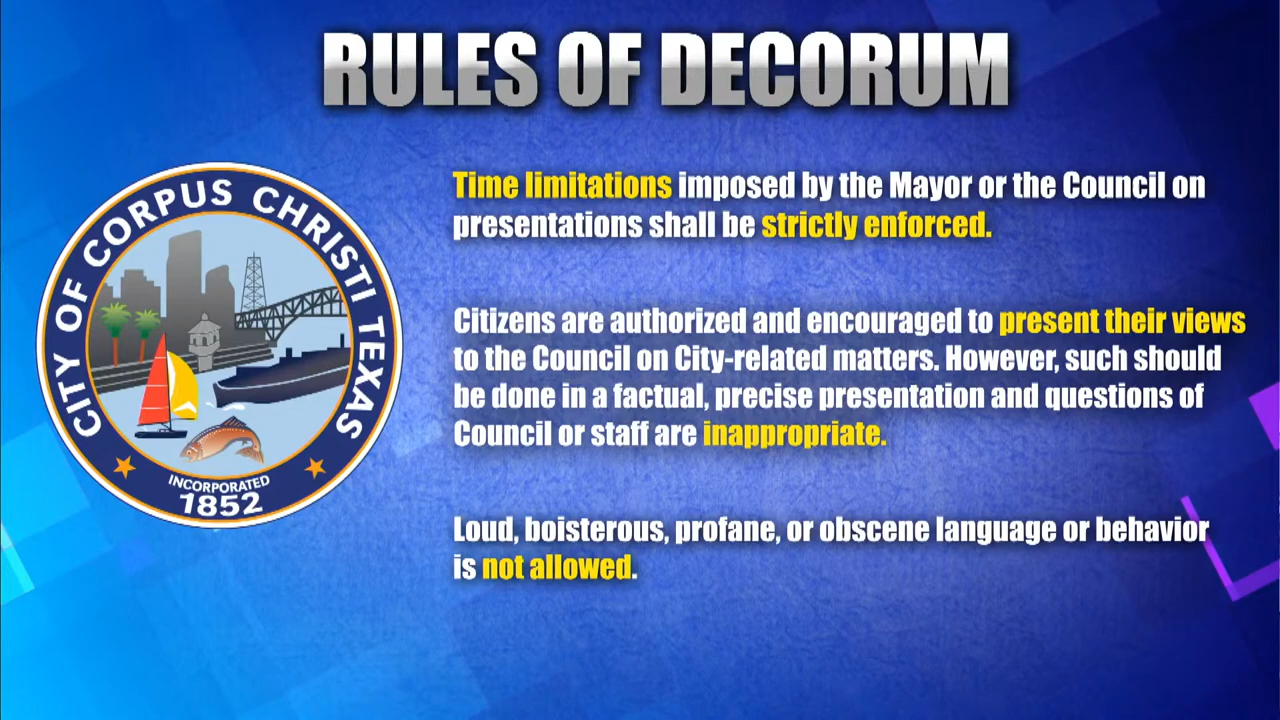 RULES OF DECORUM
CITY OF CORPUS CHRISTI TEXAS
INCORPORATED
1852
Time limitations imposed by the Mayor or the Council on
presentations shall be strictly enforced.
Citizens are authorized and encouraged to present their views
to the Council on City-related matters. However, such should
be done in a factual, precise presentation and questions of
Council or staff are inappropriate.
Loud, boisterous, profane, or obscene language or behavior
is not allowed.